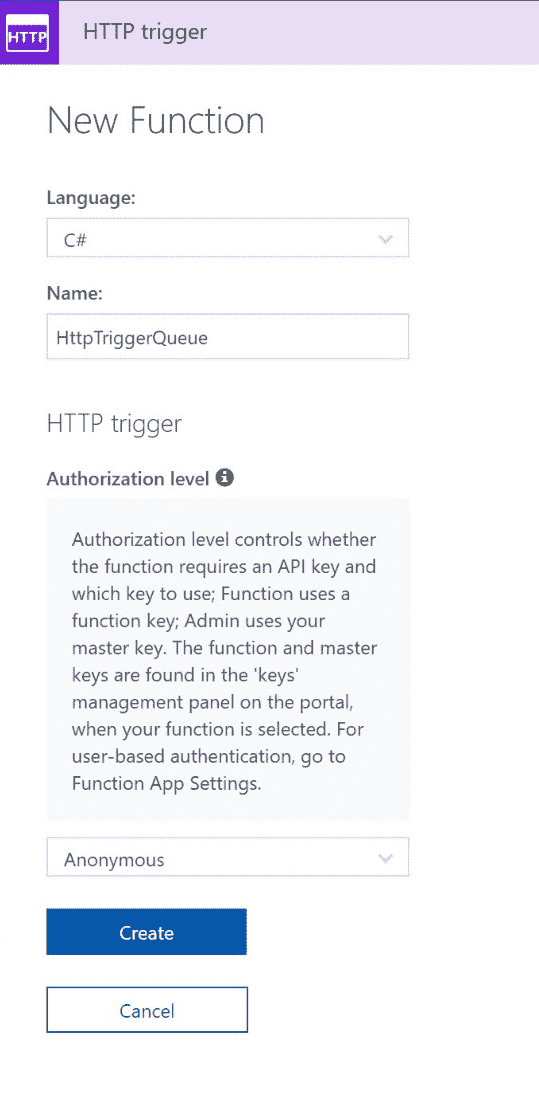 HTTP
HTTP trigger
New Function
Language:
C#
Name:
HttpTriggerQueue
HTTP trigger
Authorization level
Authorization level controls whether
the function requires an API key and
which key to use; Function uses a
function key; Admin uses your
master key. The function and master
keys are found in the 'keys'
management panel on the portal,
when your function is selected. For
user-based authentication, go to
Function App Settings.
Anonymous
Create
Cancel